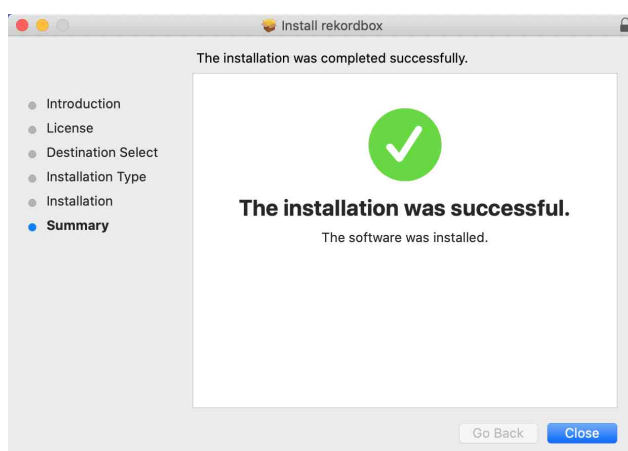 Install rekordbox
The installation was completed successfully.
Introduction
License
Destination Select
Installation Type
Installation
Summary
The installation was successful.
The software was installed.
Go Back
Close